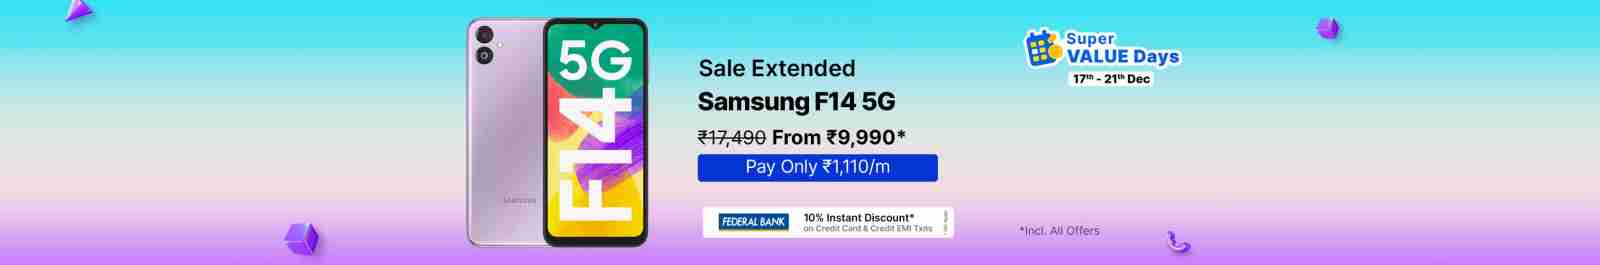 5G
F14
SAMSUNG
Sale Extended
Samsung F14 5G
₹17,490 From ₹9,990*
Pay Only ₹1,110/m
FEDERAL BANK
10% Instant Discount*
on Credit Card & Credit EMI Txns
Super
VALUE Days
17th - 21th Dec
*Incl. All Offers